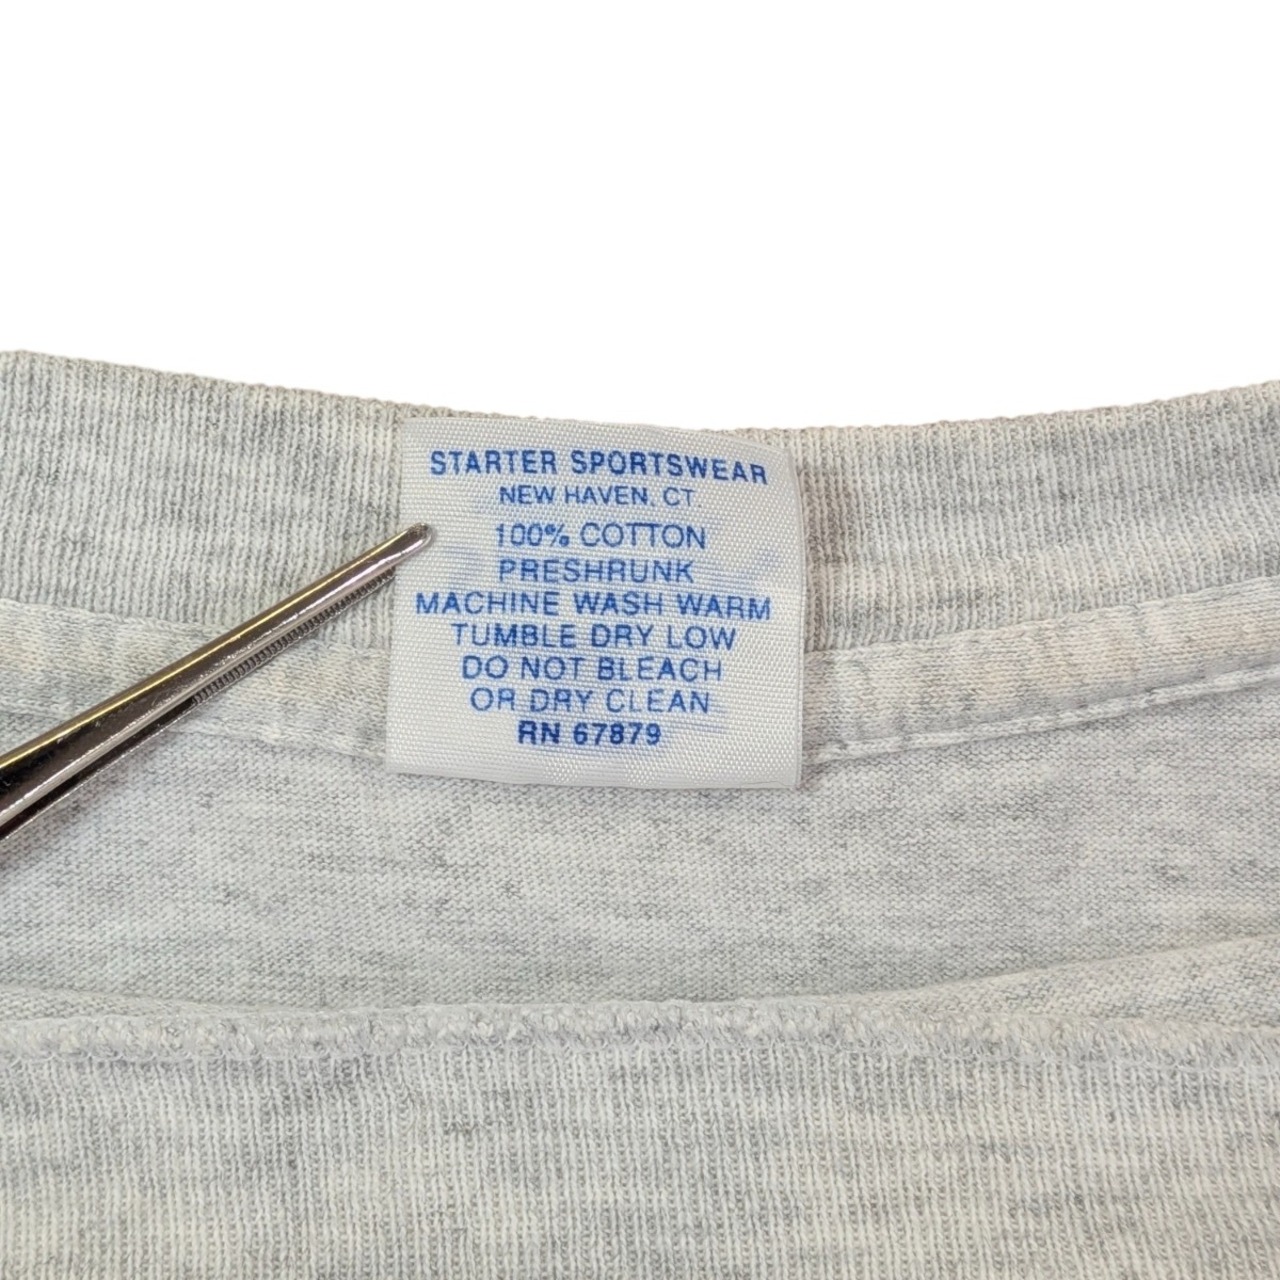 STARTER SPORTSWEAR
NEW HAVEN, CT
100% COTTON
PRESHRUNK
MACHINE WASH WARM
TUMBLE DRY LOW
DO NOT BLEACH
OR DRY CLEAN
RN 67879